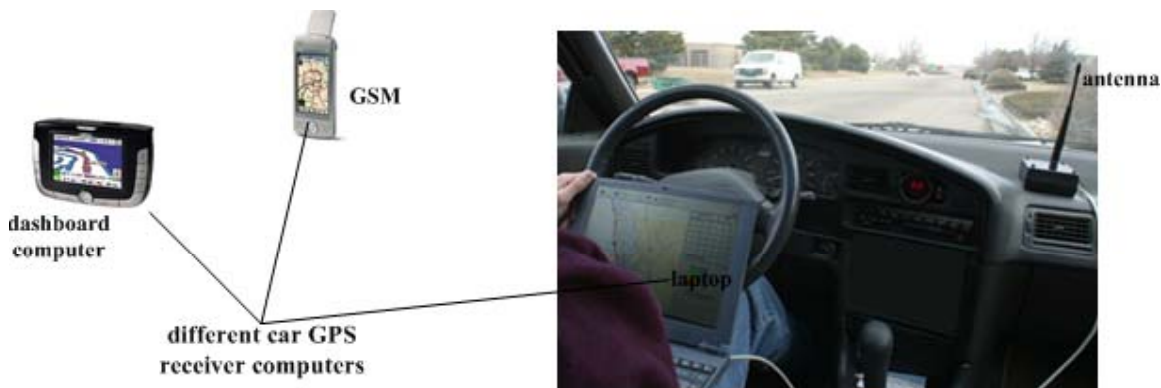 GSM
antenna
dashboard
computer
laptop
different car GPS
receiver computers